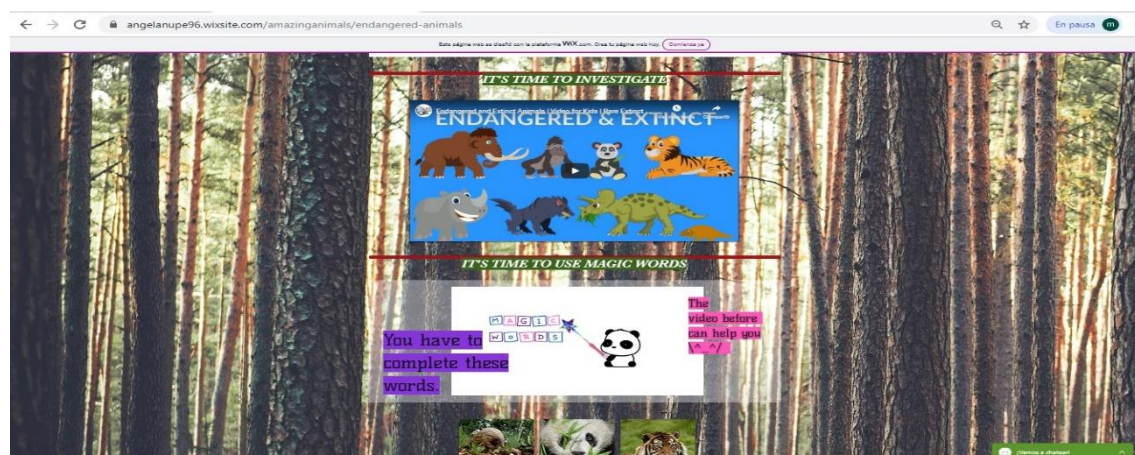 angelanupe96.wixsite.com/amazinganimals/endangered-animals
En pausa
m
Esta página web se diseñó con la plataforma WiX.com. Crea tu página web hoy.
Comienza ya
IT'S TIME TO INVESTIGATE
Endangered and Extinct Animals | Video for Kids | Rare Extinct
ENDANGERED & EXTINCT
IT'S TIME TO USE MAGIC WORDS
MAGIC
WORDS
You have to
complete these
words.
The
video before
can help you
\^_^/
¡Vamos a chatear!